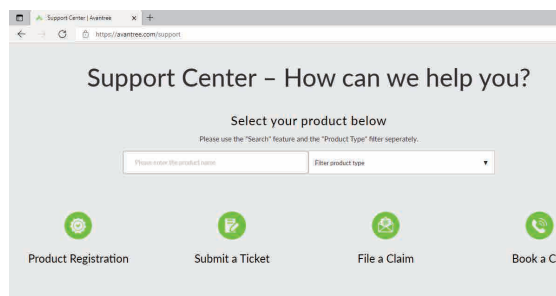 Support Center | Avantree
https://avantree.com/support
Support Center – How can we help you?
Select your product below
Please use the "Search" feature and the "Product Type" filter seperately.
Please enter the product name
Filter product type
Product Registration
Submit a Ticket
File a Claim
Book a C